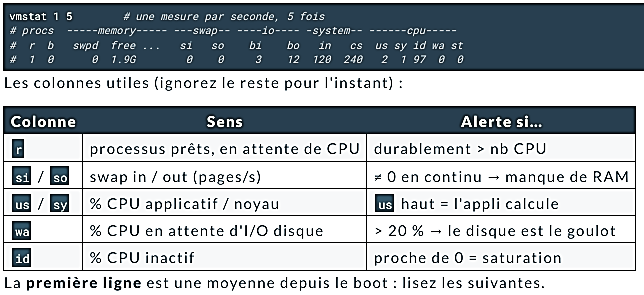 vmstat 1 5 # une mesure par seconde, 5 fois
# procs -----memory----- ---swap-- ----io---- -system-- ------cpu-----
# r b swpd free ... si so bi bo in cs us sy id wa st
# 1 0 0 1.9G 0 0 3 12 120 240 2 1 97 0 0
Les colonnes utiles (ignorez le reste pour l'instant) :
Colonne Sens Alerte si…
r processus prêts, en attente de CPU durablement > nb CPU
si / so swap in / out (pages/s) ≠ 0 en continu → manque de RAM
us / sy % CPU applicatif / noyau us haut = l'appli calcule
wa % CPU en attente d'I/O disque > 20 % → le disque est le goulot
id % CPU inactif proche de 0 = saturation
La première ligne est une moyenne depuis le boot : lisez les suivantes.